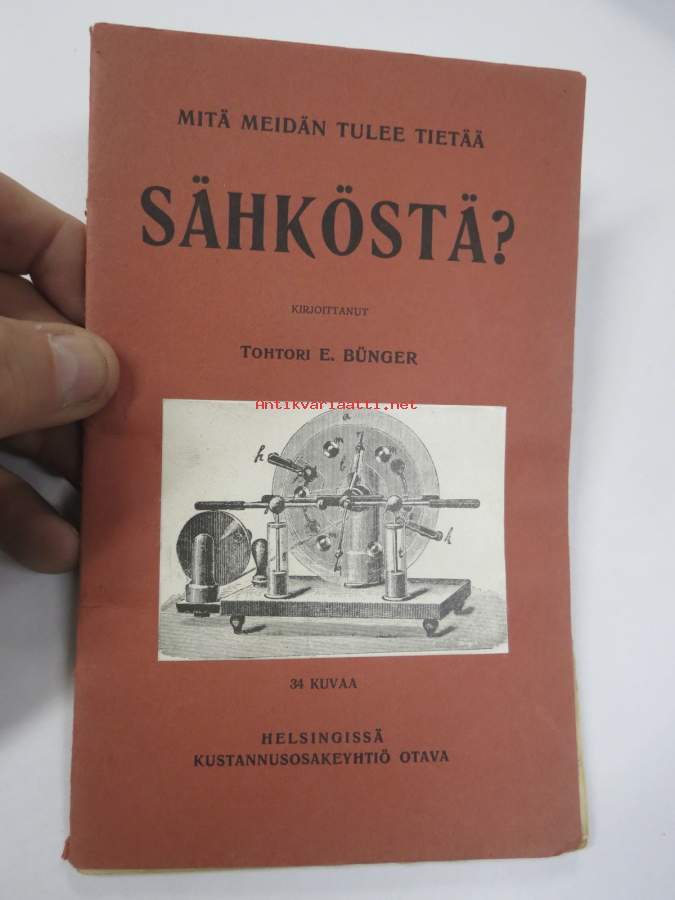 MITÄ MEIDÄN TULEE TIETÄÄ
SÄHKÖSTÄ?
KIRJOITTANUT
TOHTORI E. BÜNGER
Antikvariaatti.net
a
h
m
h
34 KUVAA
HELSINGISSÄ
KUSTANNUSOSAKEYHTIÖ OTAVA